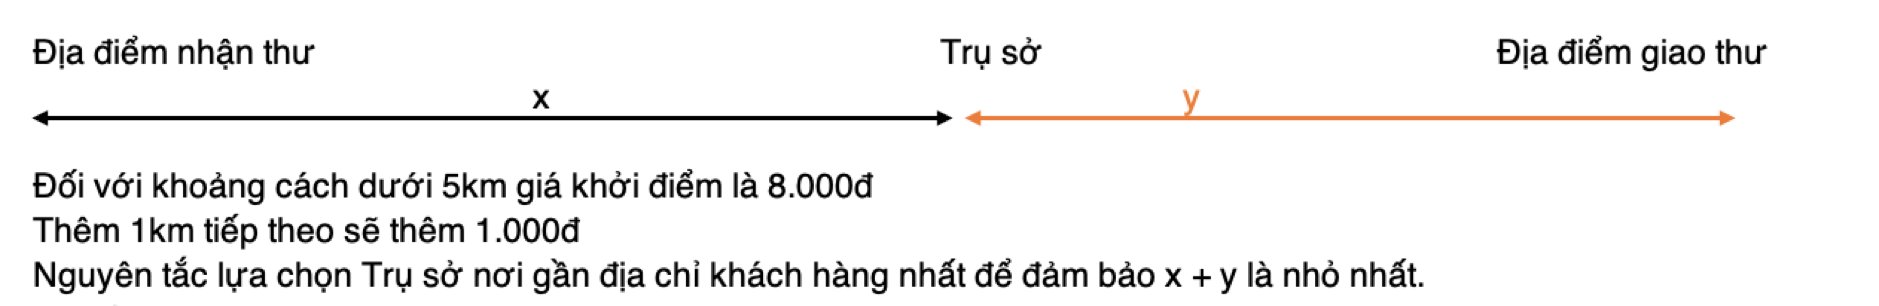 Địa điểm nhận thư Trụ sở Địa điểm giao thư
x y
Đối với khoảng cách dưới 5km giá khởi điểm là 8.000đ
Thêm 1km tiếp theo sẽ thêm 1.000đ
Nguyên tắc lựa chọn Trụ sở nơi gần địa chỉ khách hàng nhất để đảm bảo x + y là nhỏ nhất.